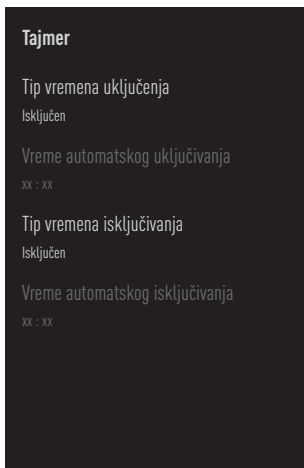 Tajmer
Tip vremena uključenja
Isključen
Vreme automatskog uključivanja
xx : xx
Tip vremena isključivanja
Isključen
Vreme automatskog isključivanja
xx : xx